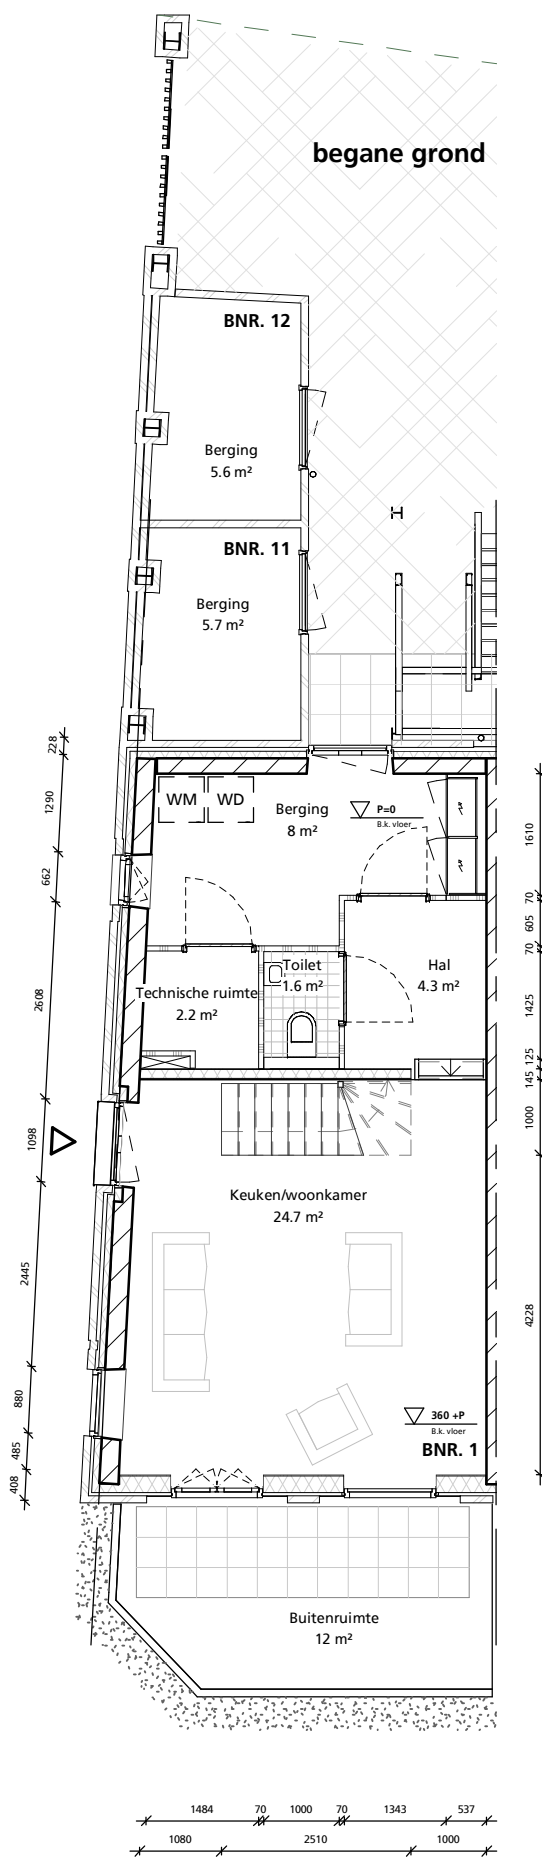 begane grond
BNR. 12
Berging
5.6 m²
BNR. 11
Berging
5.7 m²
228
1290
662
2608
1098
2445
880
485
408
WM
WD
Berging
8 m²
P=0
B.k. vloer
Toilet
1.6 m²
Hal
4.3 m²
Technische ruimte
2.2 m²
Keuken/woonkamer
24.7 m²
360 +P
B.k. vloer
BNR. 1
1610
70
605
70
1425
125
145
1000
4228
Buitenruimte
12 m²
1484
70
1000
70
1343
537
1080
2510
1000